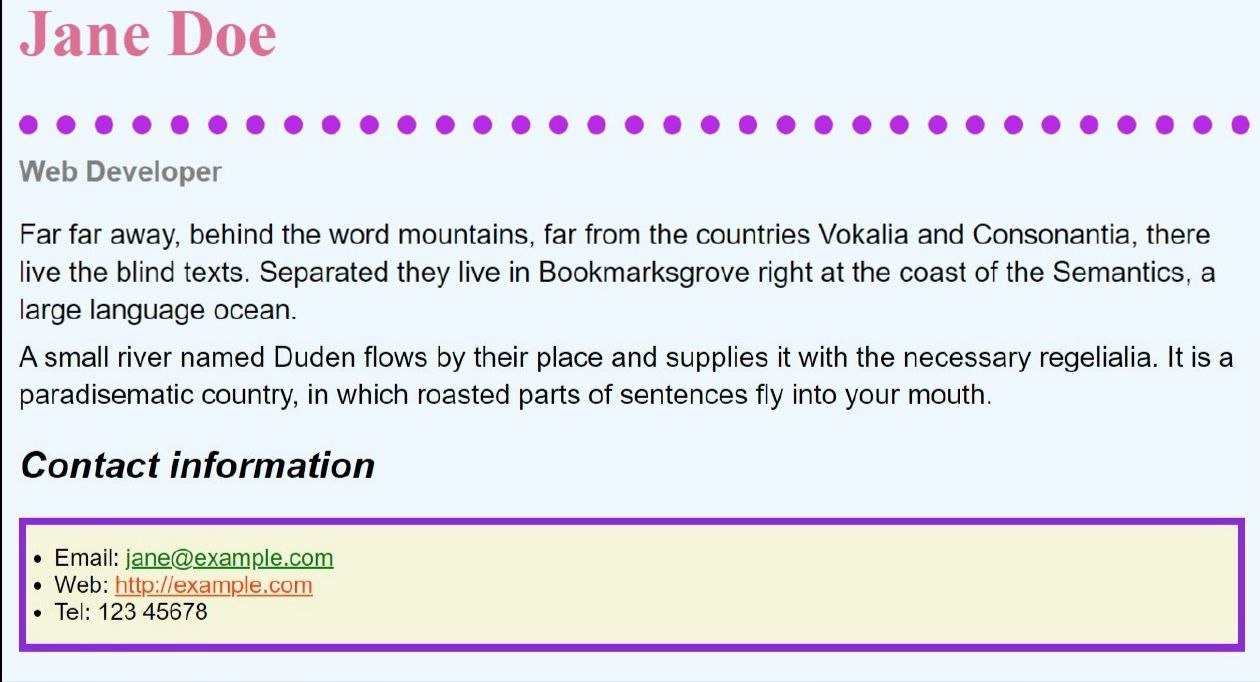 Jane Doe
Web Developer
Far far away, behind the word mountains, far from the countries Vokalia and Consonantia, there
live the blind texts. Separated they live in Bookmarksgrove right at the coast of the Semantics, a
large language ocean.
A small river named Duden flows by their place and supplies it with the necessary regelialia. It is a
paradisematic country, in which roasted parts of sentences fly into your mouth.
Contact information
• Email: jane@example.com
• Web: http://example.com
• Tel: 123 45678